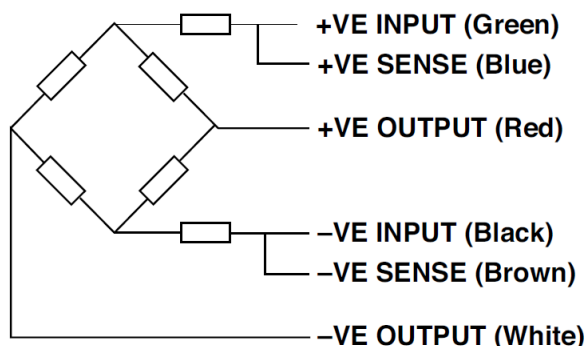 +VE INPUT (Green)
+VE SENSE (Blue)
+VE OUTPUT (Red)
–VE INPUT (Black)
–VE SENSE (Brown)
–VE OUTPUT (White)